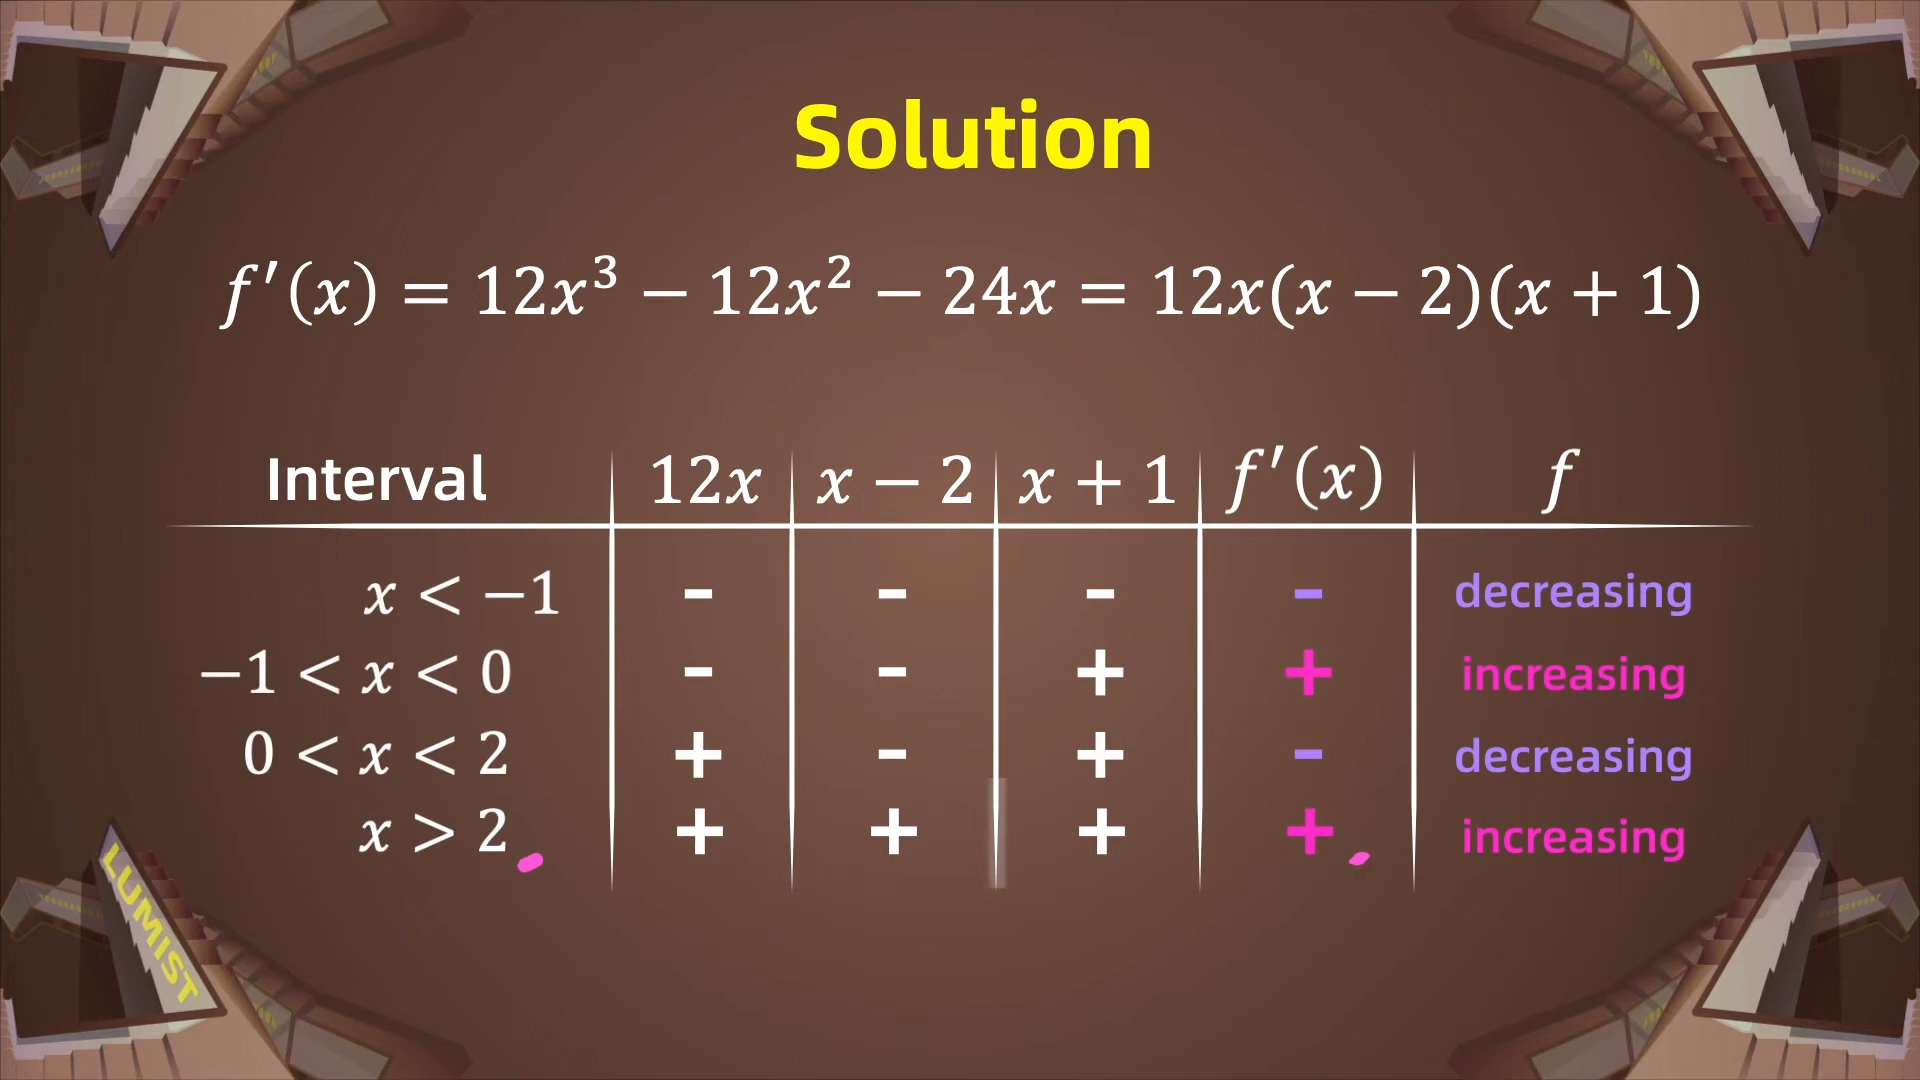 Solution
f′(x) = 12x³ − 12x² − 24x = 12x(x − 2)(x + 1)
Interval 12x x − 2 x + 1 f′(x) f
x < −1 - - - - decreasing
−1 < x < 0 - - + + increasing
0 < x < 2 + - + - decreasing
x > 2 + + + + increasing
LUMIST